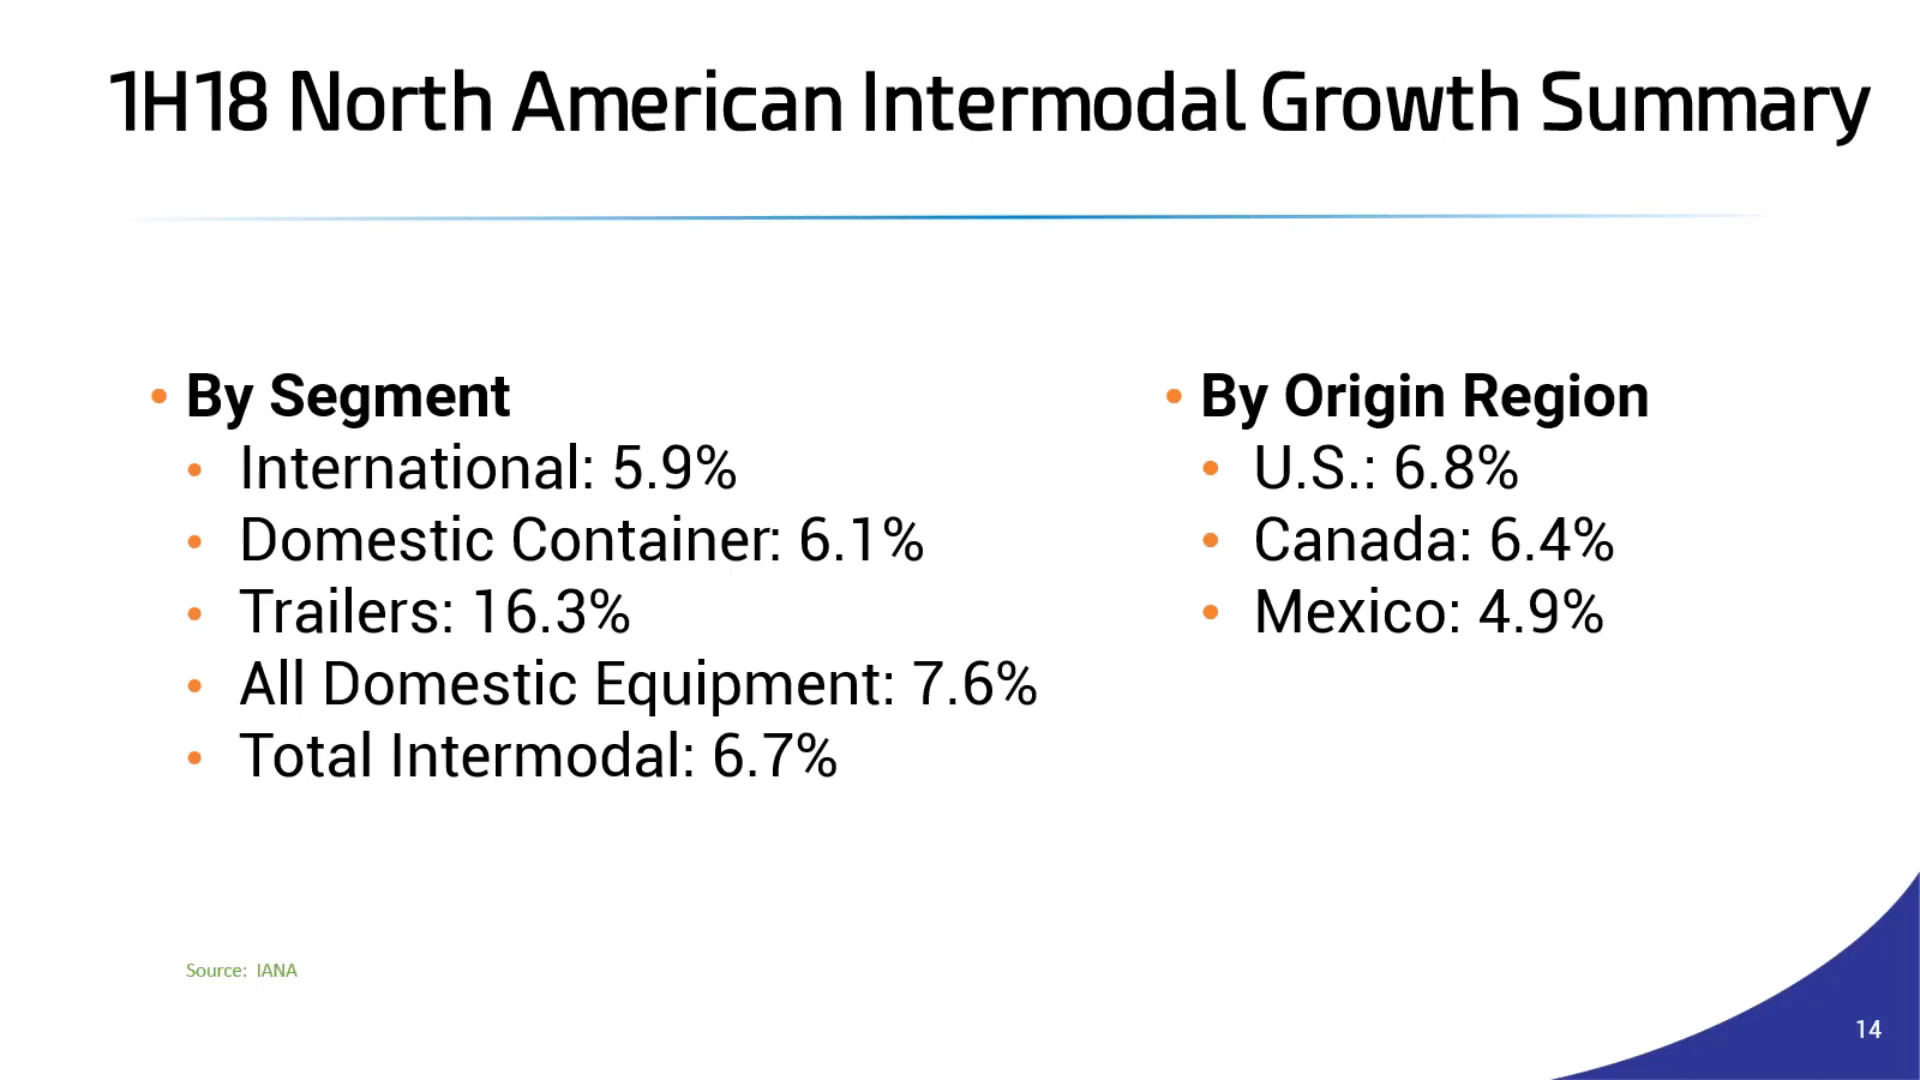 1H18 North American Intermodal Growth Summary
• By Segment
• International: 5.9%
• Domestic Container: 6.1%
• Trailers: 16.3%
• All Domestic Equipment: 7.6%
• Total Intermodal: 6.7%
• By Origin Region
• U.S.: 6.8%
• Canada: 6.4%
• Mexico: 4.9%
Source: IANA
14